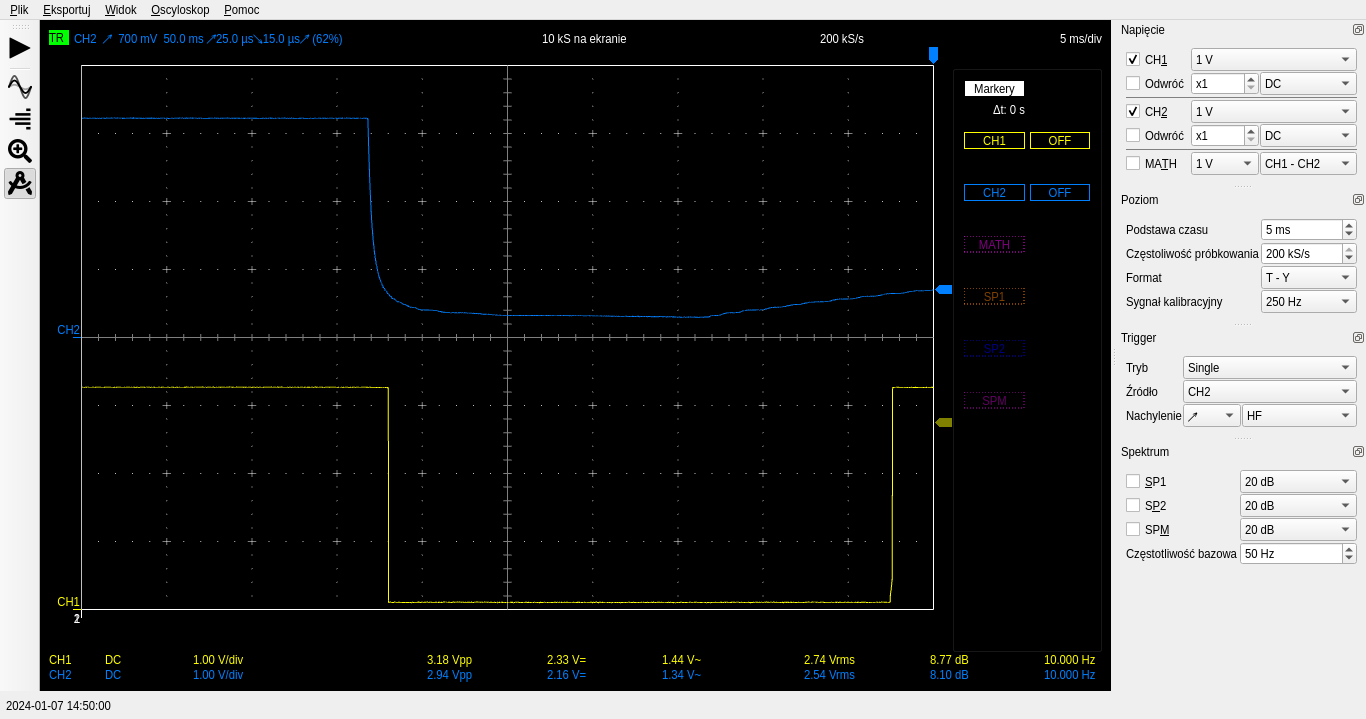 Plik Eksportuj Widok Oscyloskop Pomoc
TR CH2 700 mV 50.0 ms 25.0 µs 15.0 µs (62%) 10 kS na ekranie 200 kS/s 5 ms/div
Markery
Δt: 0 s
CH1 OFF
CH2 OFF
MATH
SP1
SP2
SPM
CH2
CH1
CH1 DC 1.00 V/div 3.18 Vpp 2.33 V= 1.44 V~ 2.74 Vrms 8.77 dB 10.000 Hz
CH2 DC 1.00 V/div 2.94 Vpp 2.16 V= 1.34 V~ 2.54 Vrms 8.10 dB 10.000 Hz
Napięcie
CH1 1 V
Odwróć x1 DC
CH2 1 V
Odwróć x1 DC
MATH 1 V CH1 - CH2
Poziom
Podstawa czasu 5 ms
Częstoliwość próbkowania 200 kS/s
Format T - Y
Sygnał kalibracyjny 250 Hz
Trigger
Tryb Single
Źródło CH2
Nachylenie HF
Spektrum
SP1 20 dB
SP2 20 dB
SPM 20 dB
Częstotliwość bazowa 50 Hz
2024-01-07 14:50:00